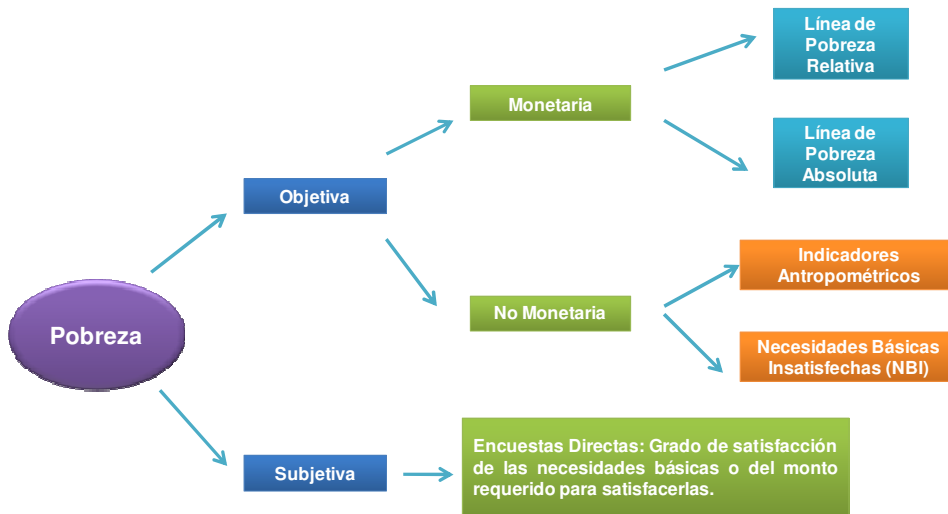 Línea de
Pobreza
Relativa
Monetaria
Línea de
Pobreza
Absoluta
Objetiva
Indicadores
Antropométricos
No Monetaria
Pobreza
Necesidades Básicas
Insatisfechas (NBI)
Encuestas Directas: Grado de satisfacción
de las necesidades básicas o del monto
requerido para satisfacerlas.
Subjetiva